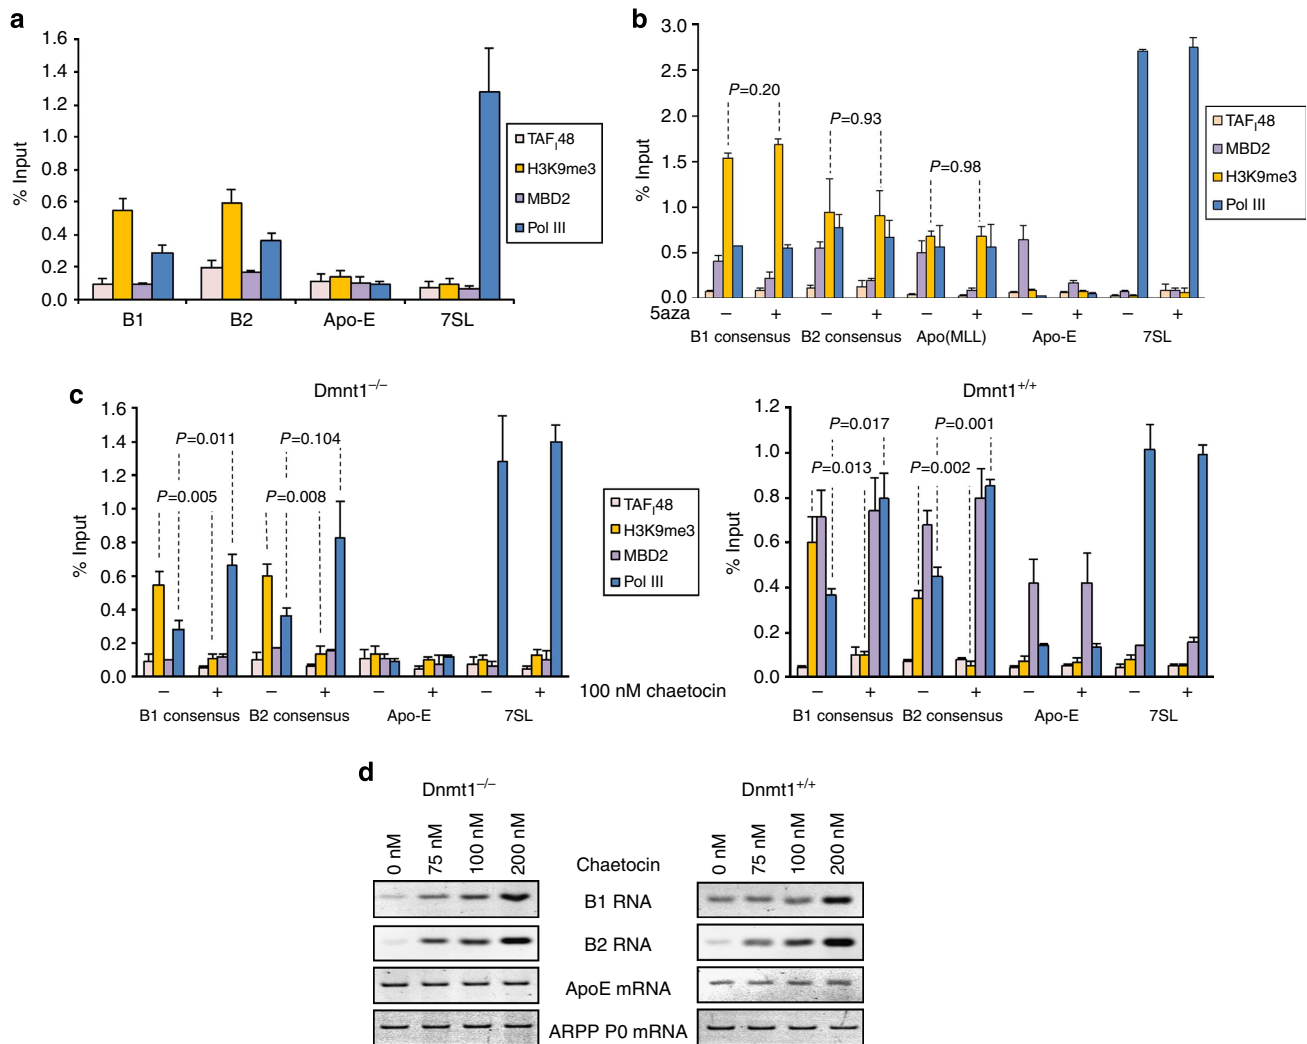 a
% Input
1.6
1.4
1.2
1.0
0.8
0.6
0.4
0.2
0.0
B1 B2 Apo-E 7SL
TAFI48
H3K9me3
MBD2
Pol III
b
% Input
3.0
2.5
2.0
1.5
1.0
0.5
0.0
P=0.20
P=0.93
P=0.98
5aza – + – + – + – + – +
B1 consensus B2 consensus Apo(MLL) Apo-E 7SL
TAFI48
MBD2
H3K9me3
Pol III
c
Dmnt1–/–
% Input
1.6
1.4
1.2
1.0
0.8
0.6
0.4
0.2
0.0
P=0.011 P=0.104
P=0.005 P=0.008
– + – + – + – +
B1 consensus B2 consensus Apo-E 7SL
TAFI48
H3K9me3
MBD2
Pol III
100 nM chaetocin
Dmnt1+/+
% Input
1.2
1.0
0.8
0.6
0.4
0.2
0.0
P=0.017 P=0.001
P=0.013 P=0.002
– + – + – + – +
B1 consensus B2 consensus Apo-E 7SL
d
Dnmt1–/– Dnmt1+/+
0 nM 75 nM 100 nM 200 nM Chaetocin 0 nM 75 nM 100 nM 200 nM
B1 RNA
B2 RNA
ApoE mRNA
ARPP P0 mRNA